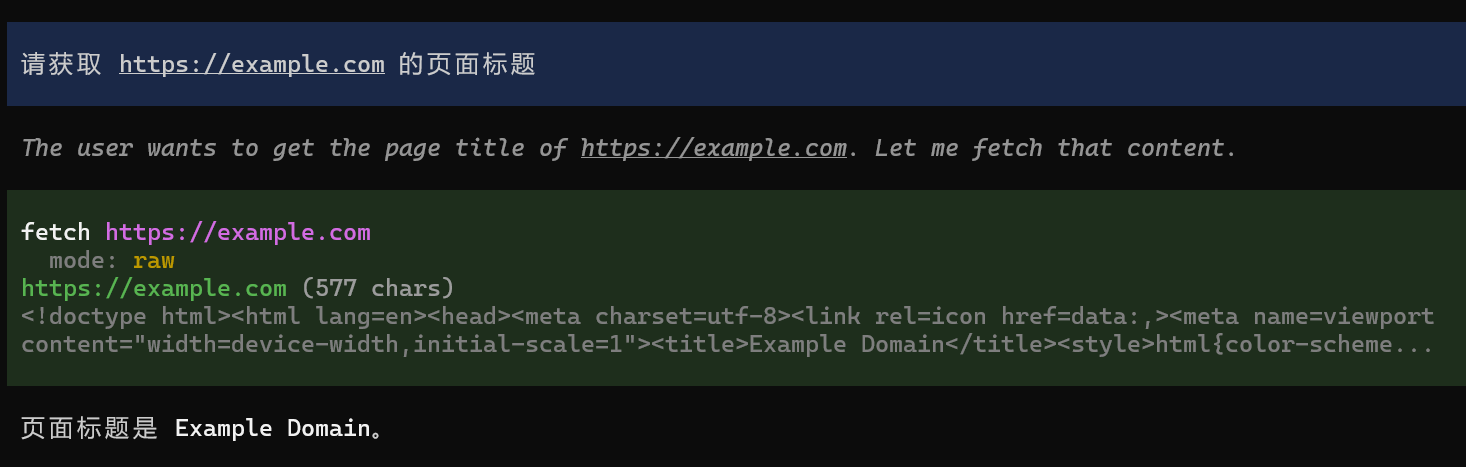 请获取 https://example.com 的页面标题
The user wants to get the page title of https://example.com. Let me fetch that content.
fetch https://example.com
mode: raw
https://example.com (577 chars)
<!doctype html><html lang=en><head><meta charset=utf-8><link rel=icon href=data:,><meta name=viewport
content="width=device-width,initial-scale=1"><title>Example Domain</title><style>html{color-scheme...
页面标题是 Example Domain。